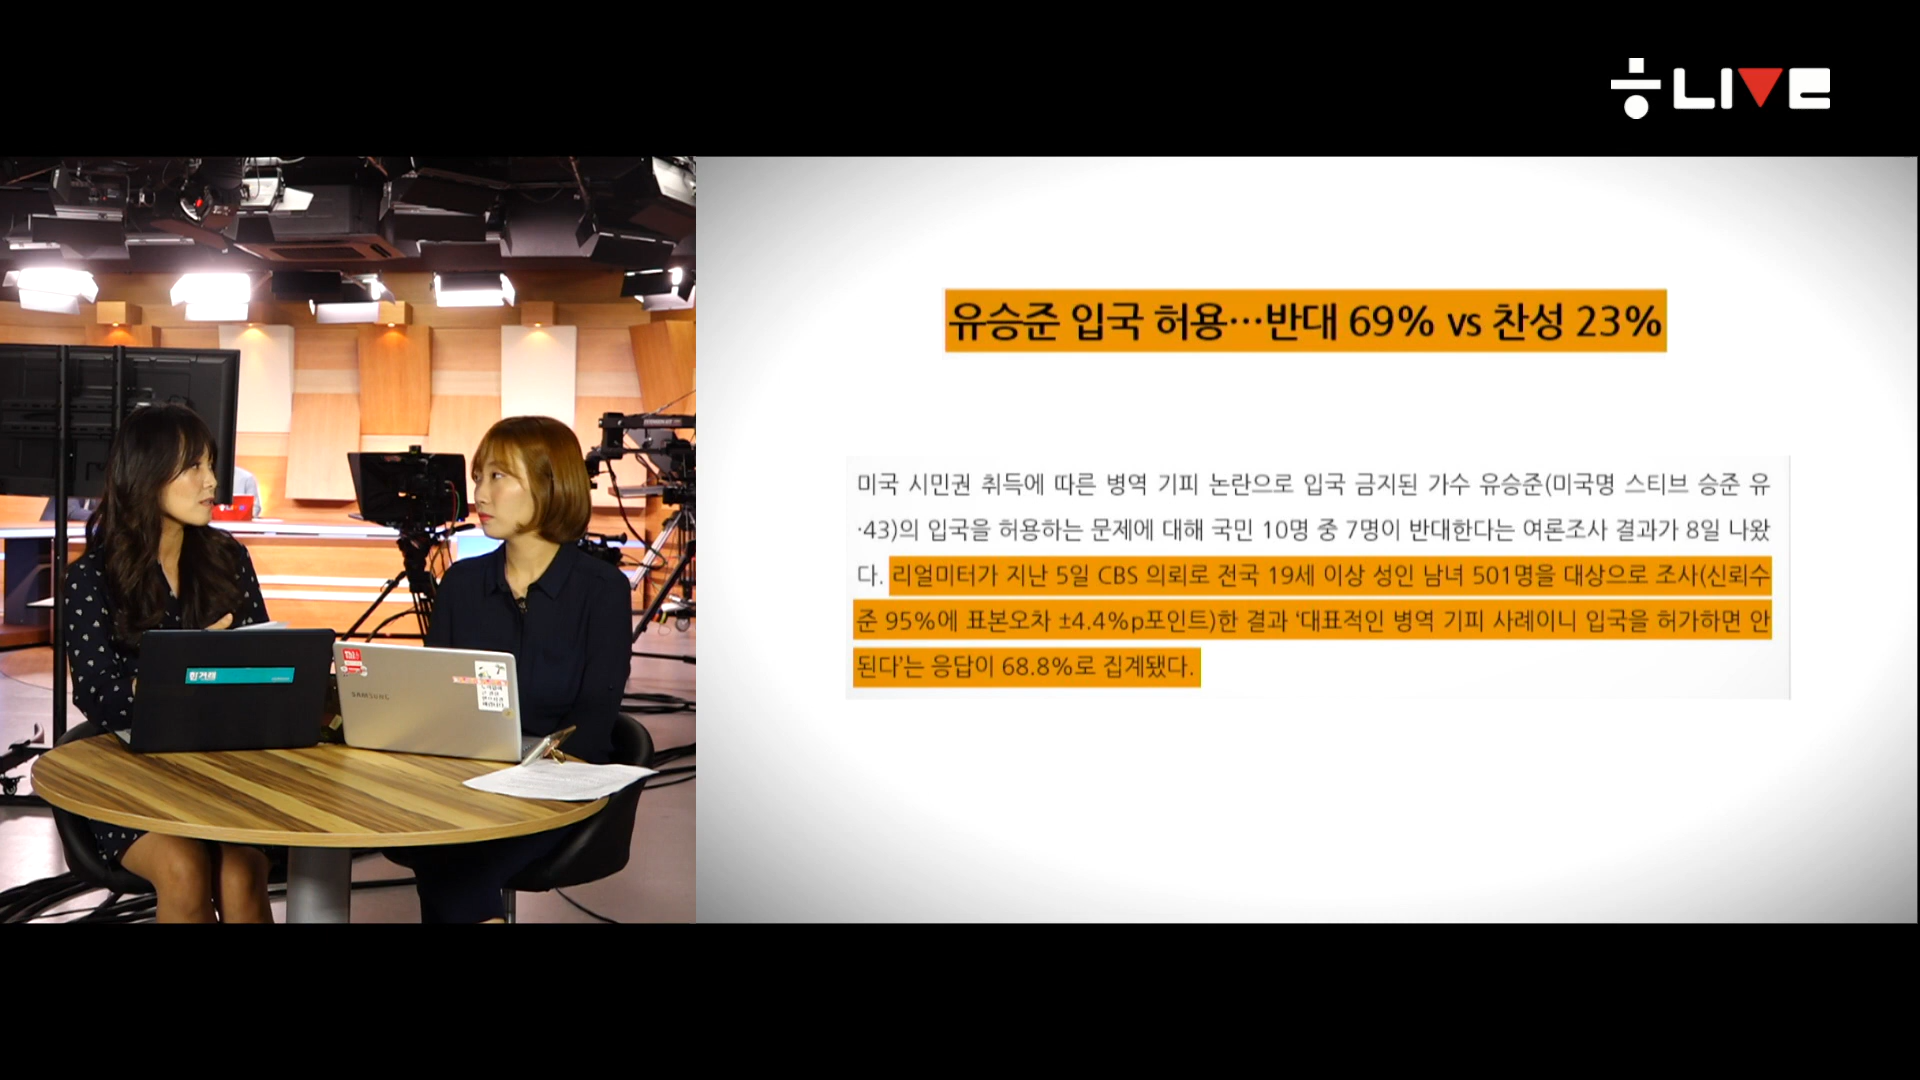 LIVE
유승준 입국 허용…반대 69% vs 찬성 23%
미국 시민권 취득에 따른 병역 기피 논란으로 입국 금지된 가수 유승준(미국명 스티브 승준 유
·43)의 입국을 허용하는 문제에 대해 국민 10명 중 7명이 반대한다는 여론조사 결과가 8일 나왔
다. 리얼미터가 지난 5일 CBS 의뢰로 전국 19세 이상 성인 남녀 501명을 대상으로 조사(신뢰수
준 95%에 표본오차 ±4.4%p포인트)한 결과 ‘대표적인 병역 기피 사례이니 입국을 허가하면 안
된다’는 응답이 68.8%로 집계됐다.
한겨레
SAMSUNG